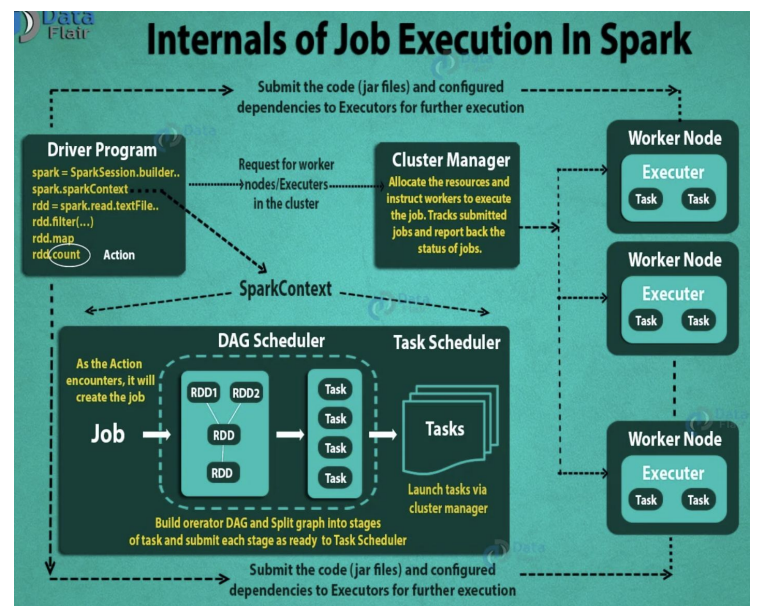 Data
Flair
Internals of Job Execution In Spark
Submit the code (jar files) and configured
dependencies to Executors for further execution
Driver Program
spark = SparkSession.builder..
spark.sparkContext
rdd = spark.read.textFile..
rdd.filter(...)
rdd.map
rdd.count
Action
Request for worker
nodes/Executers
in the cluster
Cluster Manager
Allocate the resources and
instruct workers to execute
the job. Tracks submitted
jobs and report back the
status of jobs.
Worker Node
Executer
Task Task
Worker Node
Executer
Task Task
Worker Node
Executer
Task Task
SparkContext
DAG Scheduler
Task Scheduler
As the Action
encounters, it will
create the job
Job
RDD1 RDD2
RDD
RDD
Task
Task
Task
Task
Tasks
Launch tasks via
cluster manager
Build orerator DAG and Split graph into stages
of task and submit each stage as ready to Task Scheduler
Submit the code (jar files) and configured
dependencies to Executors for further execution